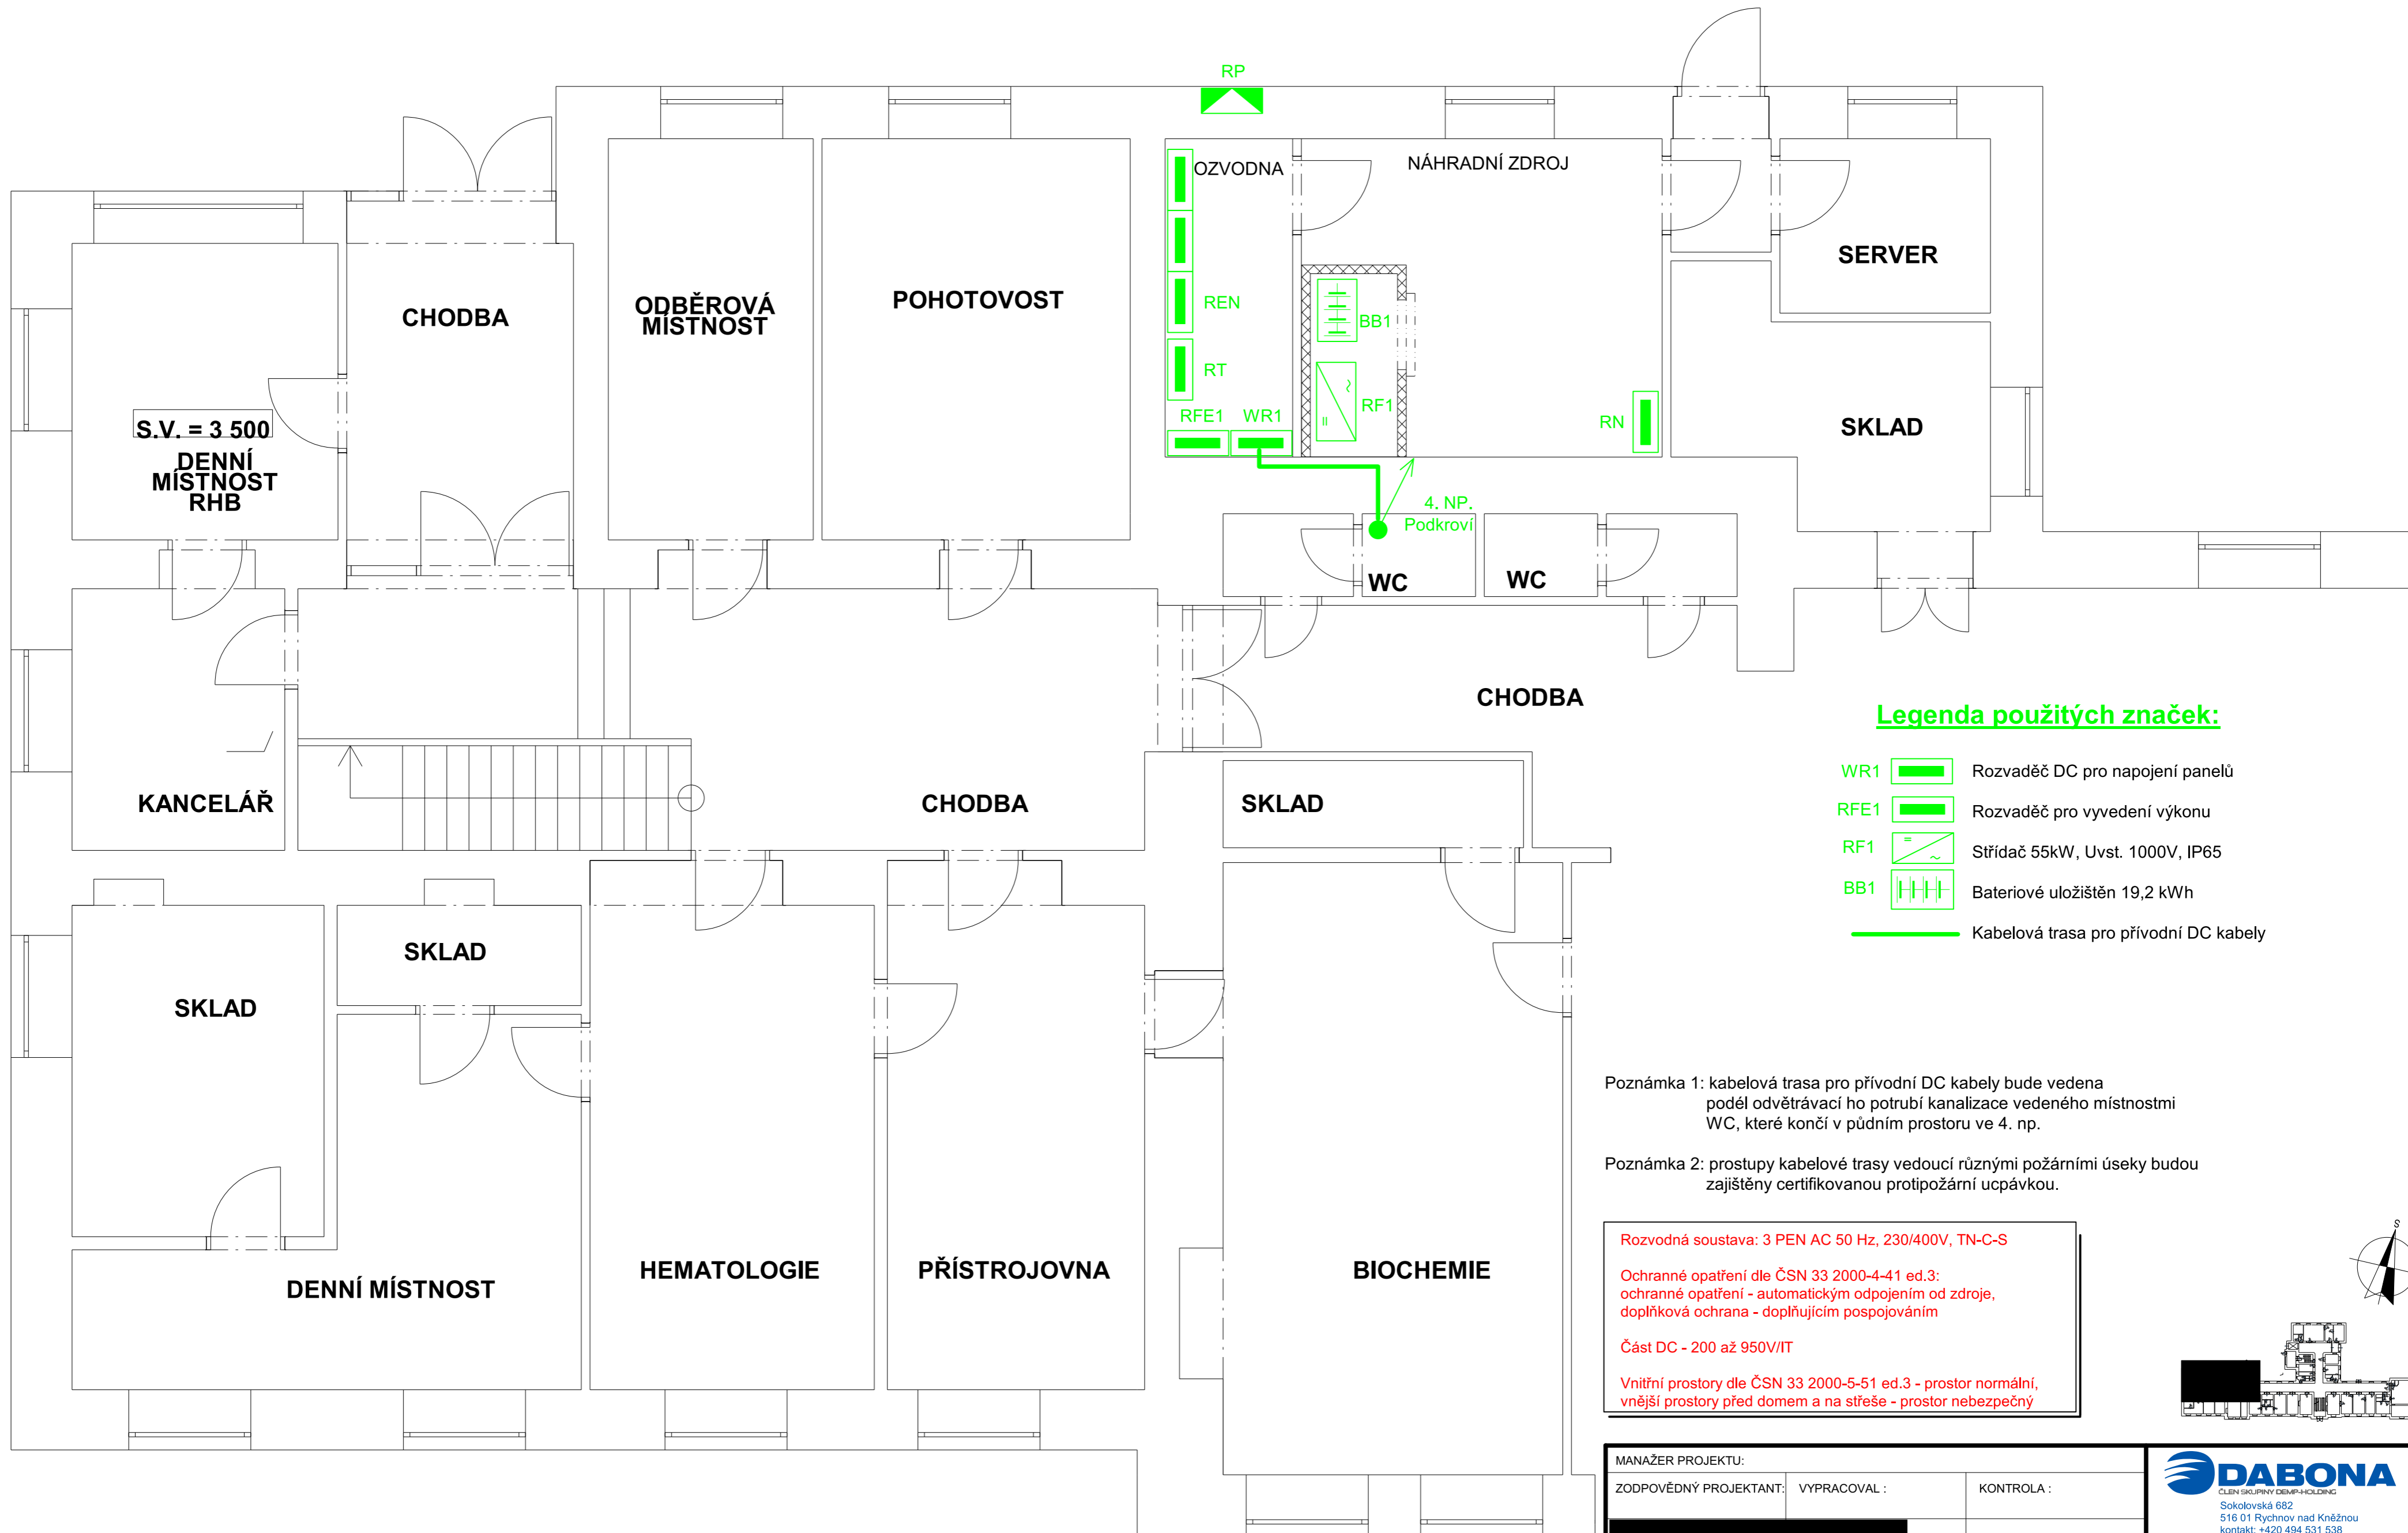 RP
OZVODNA
NÁHRADNÍ ZDROJ
SERVER
CHODBA
ODBĚROVÁ
MÍSTNOST
POHOTOVOST
REN
BB1
RT
RF1
RFE1
WR1
RN
SKLAD
S.V. = 3 500
DENNÍ
MÍSTNOST
RHB
4. NP.
Podkroví
WC
WC
CHODBA
KANCELÁŘ
CHODBA
SKLAD
Legenda použitých značek:
WR1 Rozvaděč DC pro napojení panelů
RFE1 Rozvaděč pro vyvedení výkonu
RF1 Střídač 55kW, Uvst. 1000V, IP65
BB1 Bateriové uložištěn 19,2 kWh
Kabelová trasa pro přívodní DC kabely
SKLAD
SKLAD
DENNÍ MÍSTNOST
HEMATOLOGIE
PŘÍSTROJOVNA
BIOCHEMIE
Poznámka 1: kabelová trasa pro přívodní DC kabely bude vedena
podél odvětrávací ho potrubí kanalizace vedeného místnostmi
WC, které končí v půdním prostoru ve 4. np.
Poznámka 2: prostupy kabelové trasy vedoucí různými požárními úseky budou
zajištěny certifikovanou protipožární ucpávkou.
Rozvodná soustava: 3 PEN AC 50 Hz, 230/400V, TN-C-S
Ochranné opatření dle ČSN 33 2000-4-41 ed.3:
ochranné opatření - automatickým odpojením od zdroje,
doplňková ochrana - doplňujícím pospojováním
Část DC - 200 až 950V/IT
Vnitřní prostory dle ČSN 33 2000-5-51 ed.3 - prostor normální,
vnější prostory před domem a na střeše - prostor nebezpečný
S
MANAŽER PROJEKTU:
ZODPOVĚDNÝ PROJEKTANT:
VYPRACOVAL :
KONTROLA :
DABONA
ČLEN SKUPINY DEMP-HOLDING
Sokolovská 682
516 01 Rychnov nad Kněžnou
kontakt: +420 494 531 538